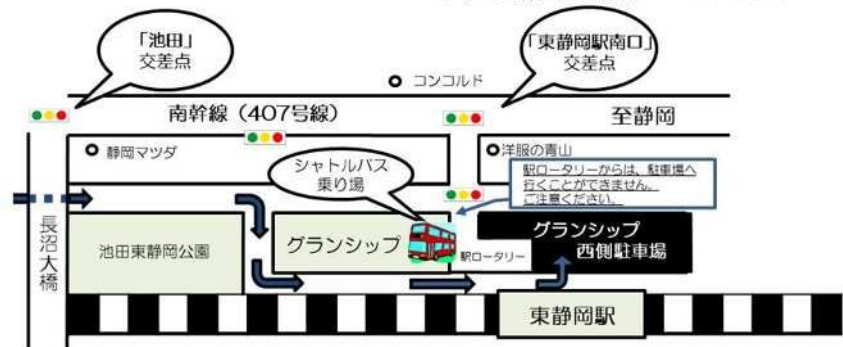 「池田」
交差点
「東静岡駅南口」
交差点
コンコルド
南幹線（407号線）
至静岡
静岡マツダ
洋服の青山
シャトルバス
乗り場
駅ロータリーからは、駐車場へ
行くことができません。
ご注意ください。
長沼大橋
池田東静岡公園
グランシップ
駅ロータリー
グランシップ
西側駐車場
東静岡駅